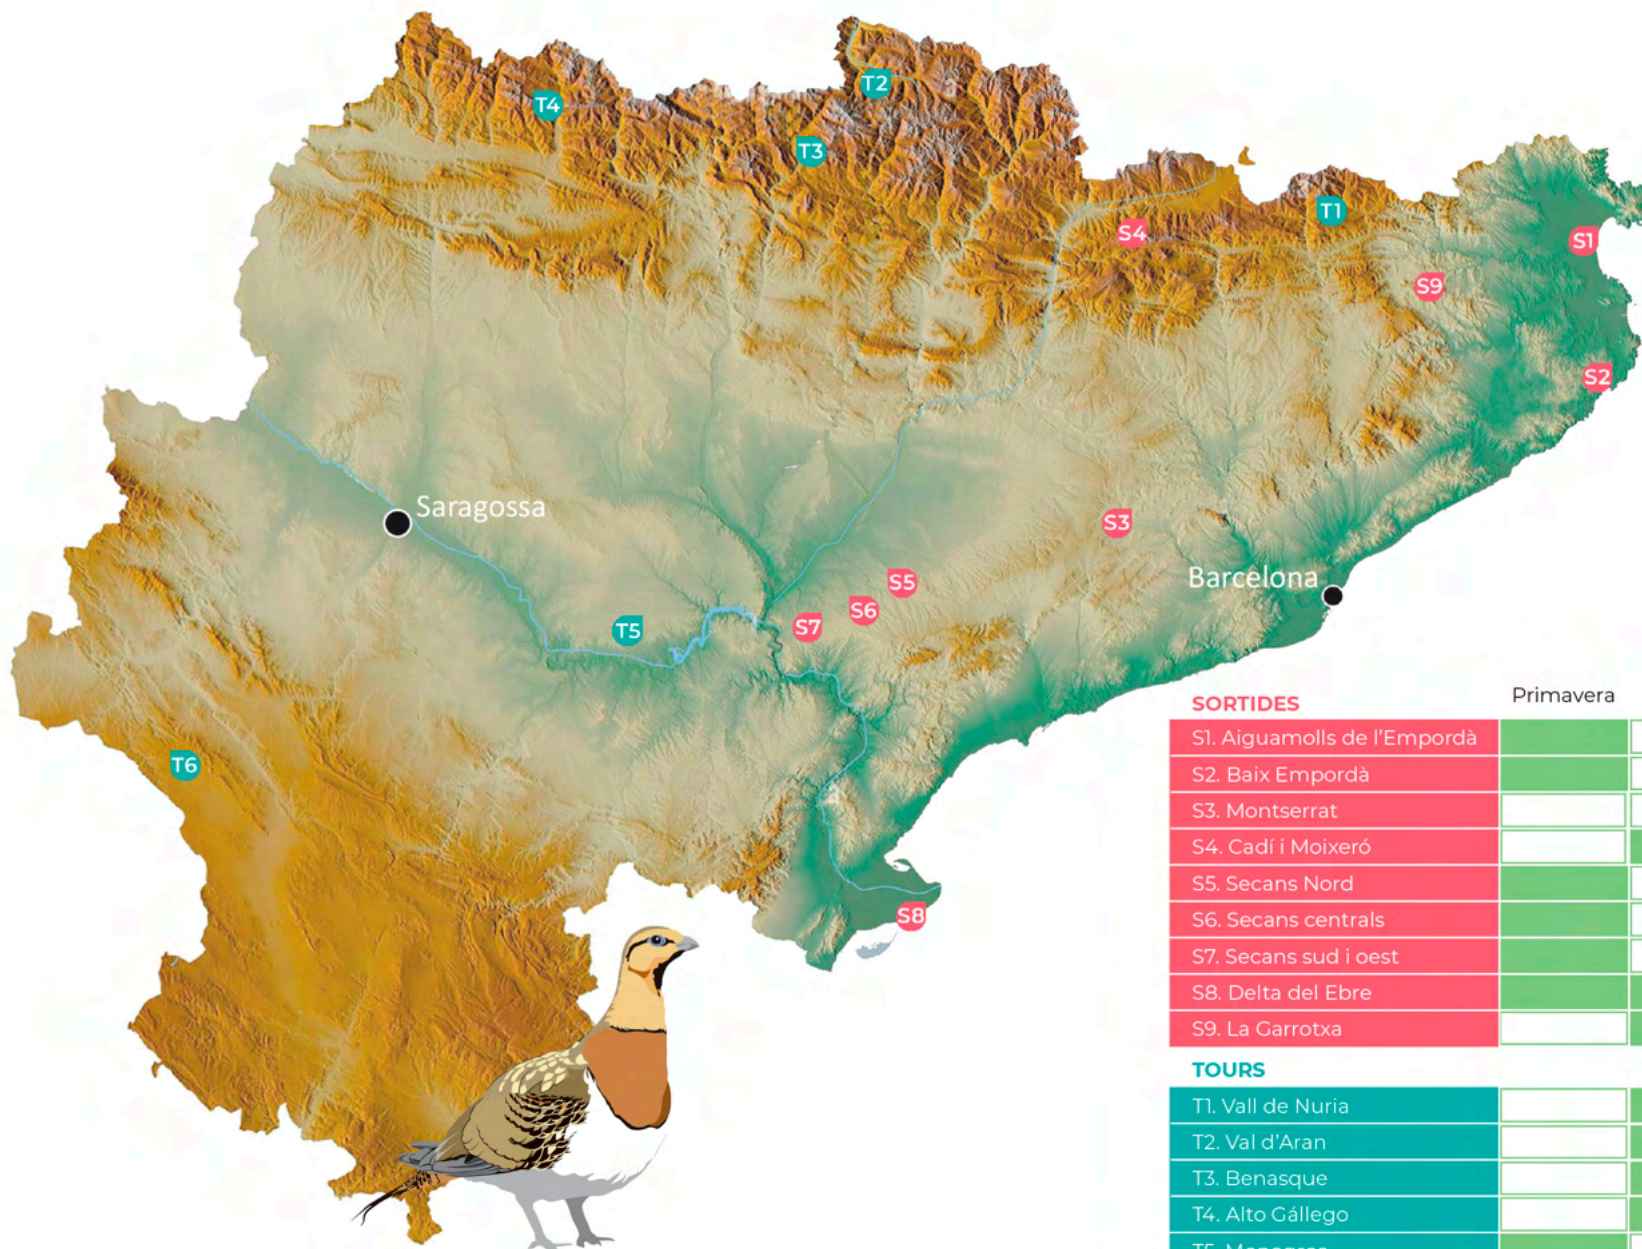 T2
T4
T3
T1
S4
S1
S9
S2
Saragossa
S3
Barcelona
S5
S6
S7
T5
T6
S8
SORTIDES Primavera
S1. Aiguamolls de l'Empordà
S2. Baix Empordà
S3. Montserrat
S4. Cadí i Moixeró
S5. Secans Nord
S6. Secans centrals
S7. Secans sud i oest
S8. Delta del Ebre
S9. La Garrotxa
TOURS
T1. Vall de Nuria
T2. Val d'Aran
T3. Benasque
T4. Alto Gállego